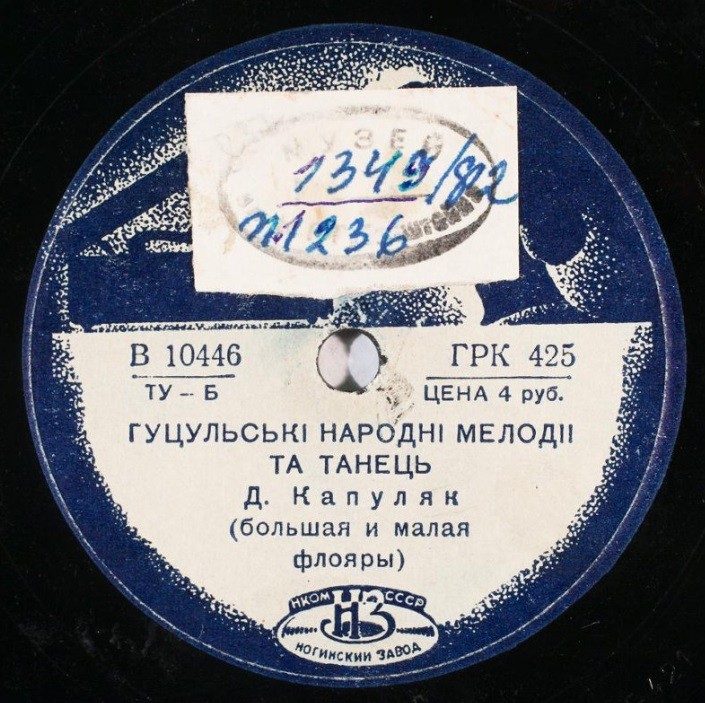 МУЗЕЙ
1349/82
п1236
В 10446
ГРК 425
ТУ – Б
ЦЕНА 4 руб.
ГУЦУЛЬСЬКІ НАРОДНІ МЕЛОДІІ
ТА ТАНЕЦЬ
Д. Капуляк
(большая и малая
флояры)
НКОМ СССР
НЗ
НОГИНСКИЙ ЗАВОД